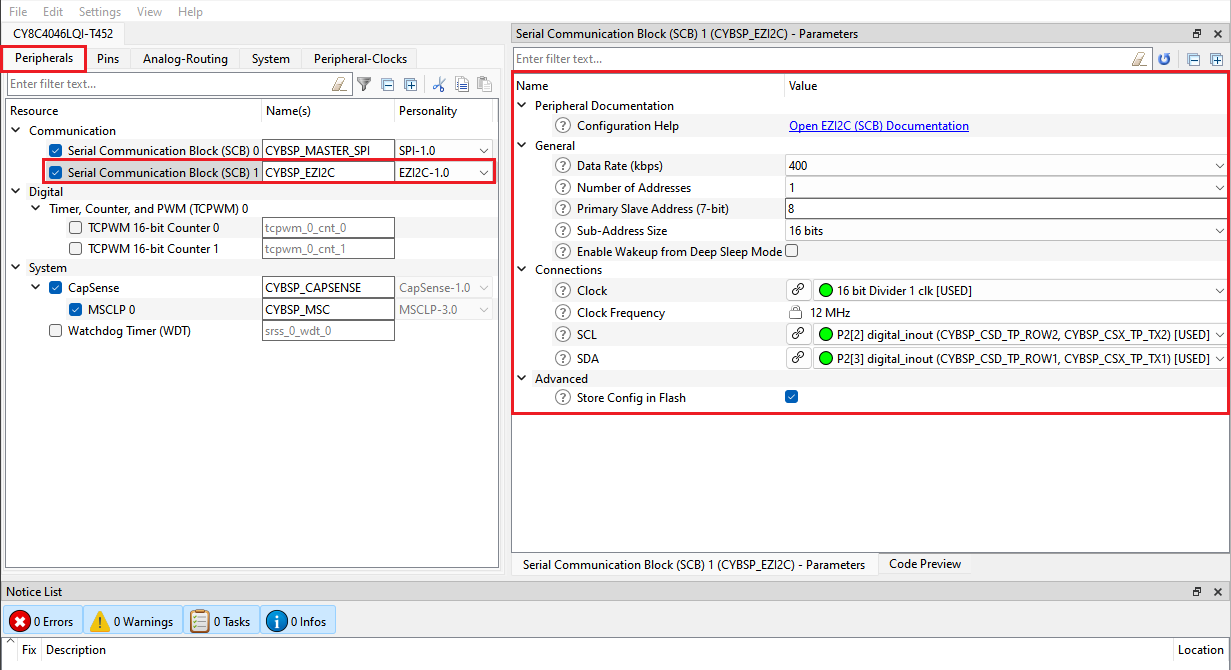 File Edit Settings View Help
CY8C4046LQI-T452
Peripherals Pins Analog-Routing System Peripheral-Clocks
Enter filter text...
Resource Name(s) Personality
Communication
Serial Communication Block (SCB) 0 CYBSP_MASTER_SPI SPI-1.0
Serial Communication Block (SCB) 1 CYBSP_EZI2C EZI2C-1.0
Digital
Timer, Counter, and PWM (TCPWM) 0
TCPWM 16-bit Counter 0 tcpwm_0_cnt_0
TCPWM 16-bit Counter 1 tcpwm_0_cnt_1
System
CapSense CYBSP_CAPSENSE CapSense-1.0
MSCLP 0 CYBSP_MSC MSCLP-3.0
Watchdog Timer (WDT) srss_0_wdt_0
Serial Communication Block (SCB) 1 (CYBSP_EZI2C) - Parameters
Enter filter text...
Name Value
Peripheral Documentation
Configuration Help Open EZI2C (SCB) Documentation
General
Data Rate (kbps) 400
Number of Addresses 1
Primary Slave Address (7-bit) 8
Sub-Address Size 16 bits
Enable Wakeup from Deep Sleep Mode
Connections
Clock 16 bit Divider 1 clk [USED]
Clock Frequency 12 MHz
SCL P2[2] digital_inout (CYBSP_CSD_TP_ROW2, CYBSP_CSX_TP_TX2) [USED]
SDA P2[3] digital_inout (CYBSP_CSD_TP_ROW1, CYBSP_CSX_TP_TX1) [USED]
Advanced
Store Config in Flash
Serial Communication Block (SCB) 1 (CYBSP_EZI2C) - Parameters Code Preview
Notice List
0 Errors 0 Warnings 0 Tasks 0 Infos
Fix Description Location